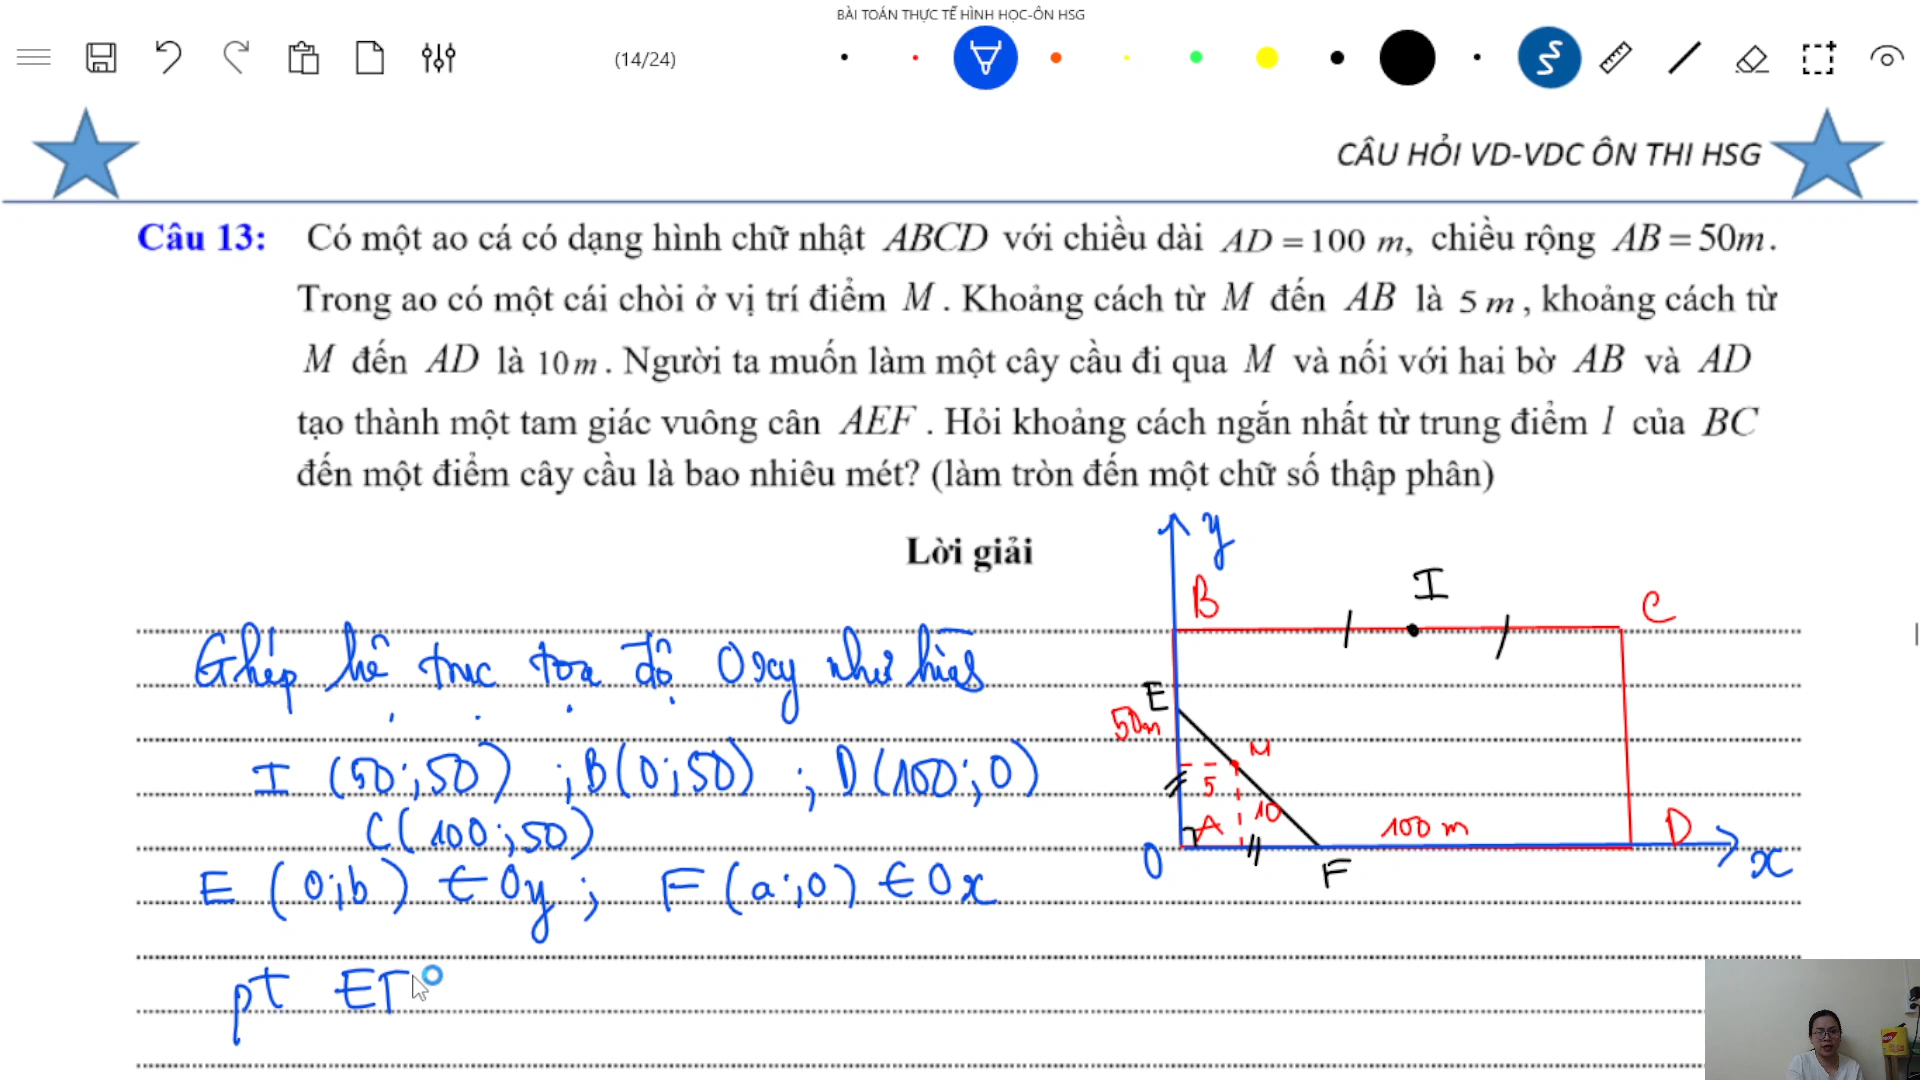 BÀI TOÁN THỰC TẾ HÌNH HỌC-ÔN HSG
(14/24)
CÂU HỎI VD-VDC ÔN THI HSG
Câu 13: Có một ao cá có dạng hình chữ nhật ABCD với chiều dài AD = 100 m, chiều rộng AB = 50m.
Trong ao có một cái chòi ở vị trí điểm M. Khoảng cách từ M đến AB là 5 m, khoảng cách từ
M đến AD là 10m. Người ta muốn làm một cây cầu đi qua M và nối với hai bờ AB và AD
tạo thành một tam giác vuông cân AEF. Hỏi khoảng cách ngắn nhất từ trung điểm I của BC
đến một điểm cây cầu là bao nhiêu mét? (làm tròn đến một chữ số thập phân)
Lời giải
y
I
B
C
Ghép hệ trục tọa độ Oxy như hình
E
50m
M
I (50;50) ; B(0;50) ; D(100;0)
5
10
C(100;50)
A
100 m
D
O
F
x
E (0;b) ∈ Oy ; F (a;0) ∈ Ox
pt EF